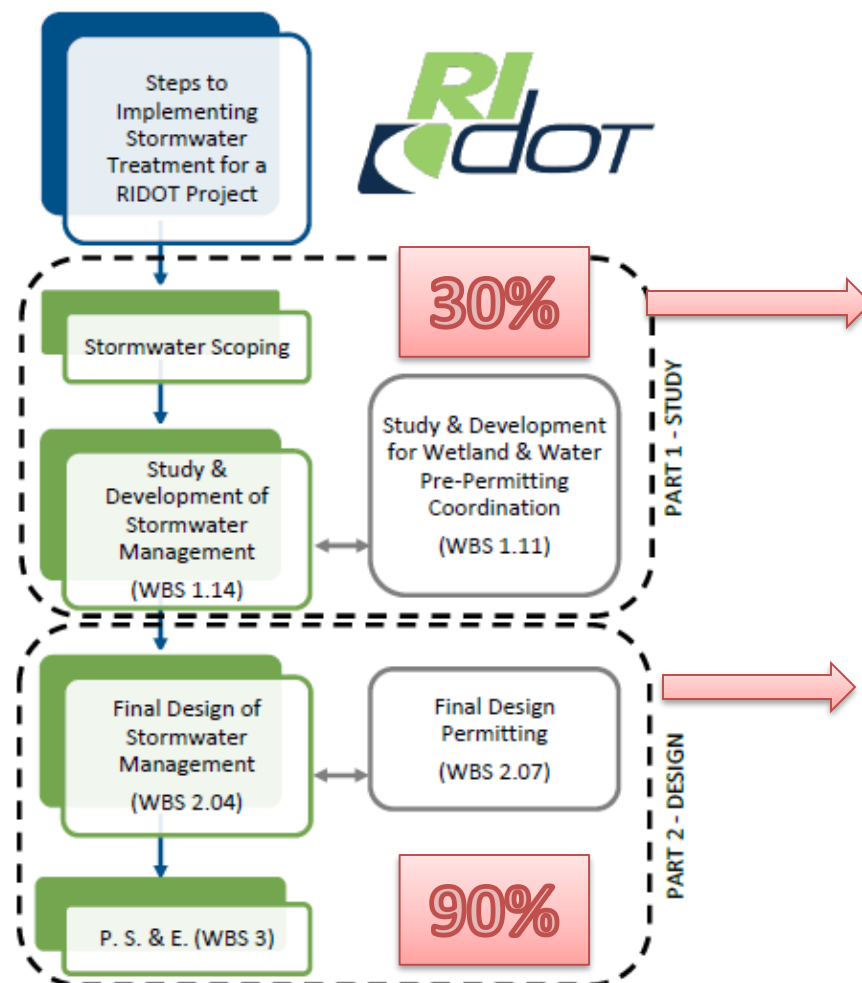 Steps to
Implementing
Stormwater
Treatment for a
RIDOT Project
RI
DOT
30%
Stormwater Scoping
Study &
Development of
Stormwater
Management
(WBS 1.14)
Study & Development
for Wetland & Water
Pre-Permitting
Coordination
(WBS 1.11)
PART 1 - STUDY
Final Design of
Stormwater
Management
(WBS 2.04)
Final Design
Permitting
(WBS 2.07)
PART 2 - DESIGN
90%
P. S. & E. (WBS 3)